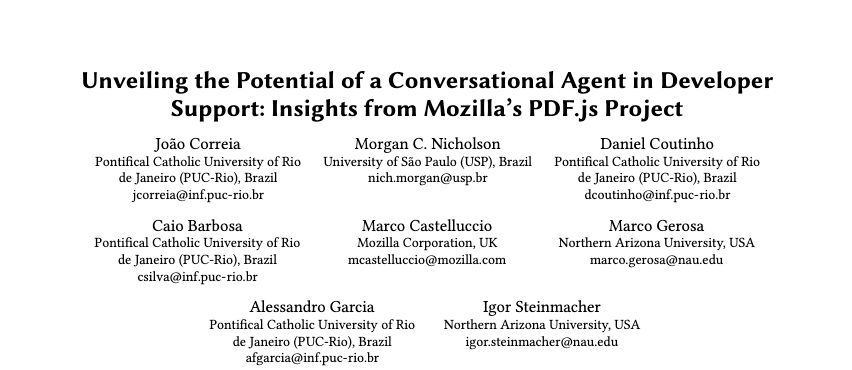 Unveiling the Potential of a Conversational Agent in Developer
Support: Insights from Mozilla's PDF.js Project
João Correia
Pontifical Catholic University of Rio
de Janeiro (PUC-Rio), Brazil
jcorreia@inf.puc-rio.br
Morgan C. Nicholson
University of São Paulo (USP), Brazil
nich.morgan@usp.br
Daniel Coutinho
Pontifical Catholic University of Rio
de Janeiro (PUC-Rio), Brazil
dcoutinho@inf.puc-rio.br
Caio Barbosa
Pontifical Catholic University of Rio
de Janeiro (PUC-Rio), Brazil
csilva@inf.puc-rio.br
Marco Castelluccio
Mozilla Corporation, UK
mcastelluccio@mozilla.com
Marco Gerosa
Northern Arizona University, USA
marco.gerosa@nau.edu
Alessandro Garcia
Pontifical Catholic University of Rio
de Janeiro (PUC-Rio), Brazil
afgarcia@inf.puc-rio.br
Igor Steinmacher
Northern Arizona University, USA
igor.steinmacher@nau.edu